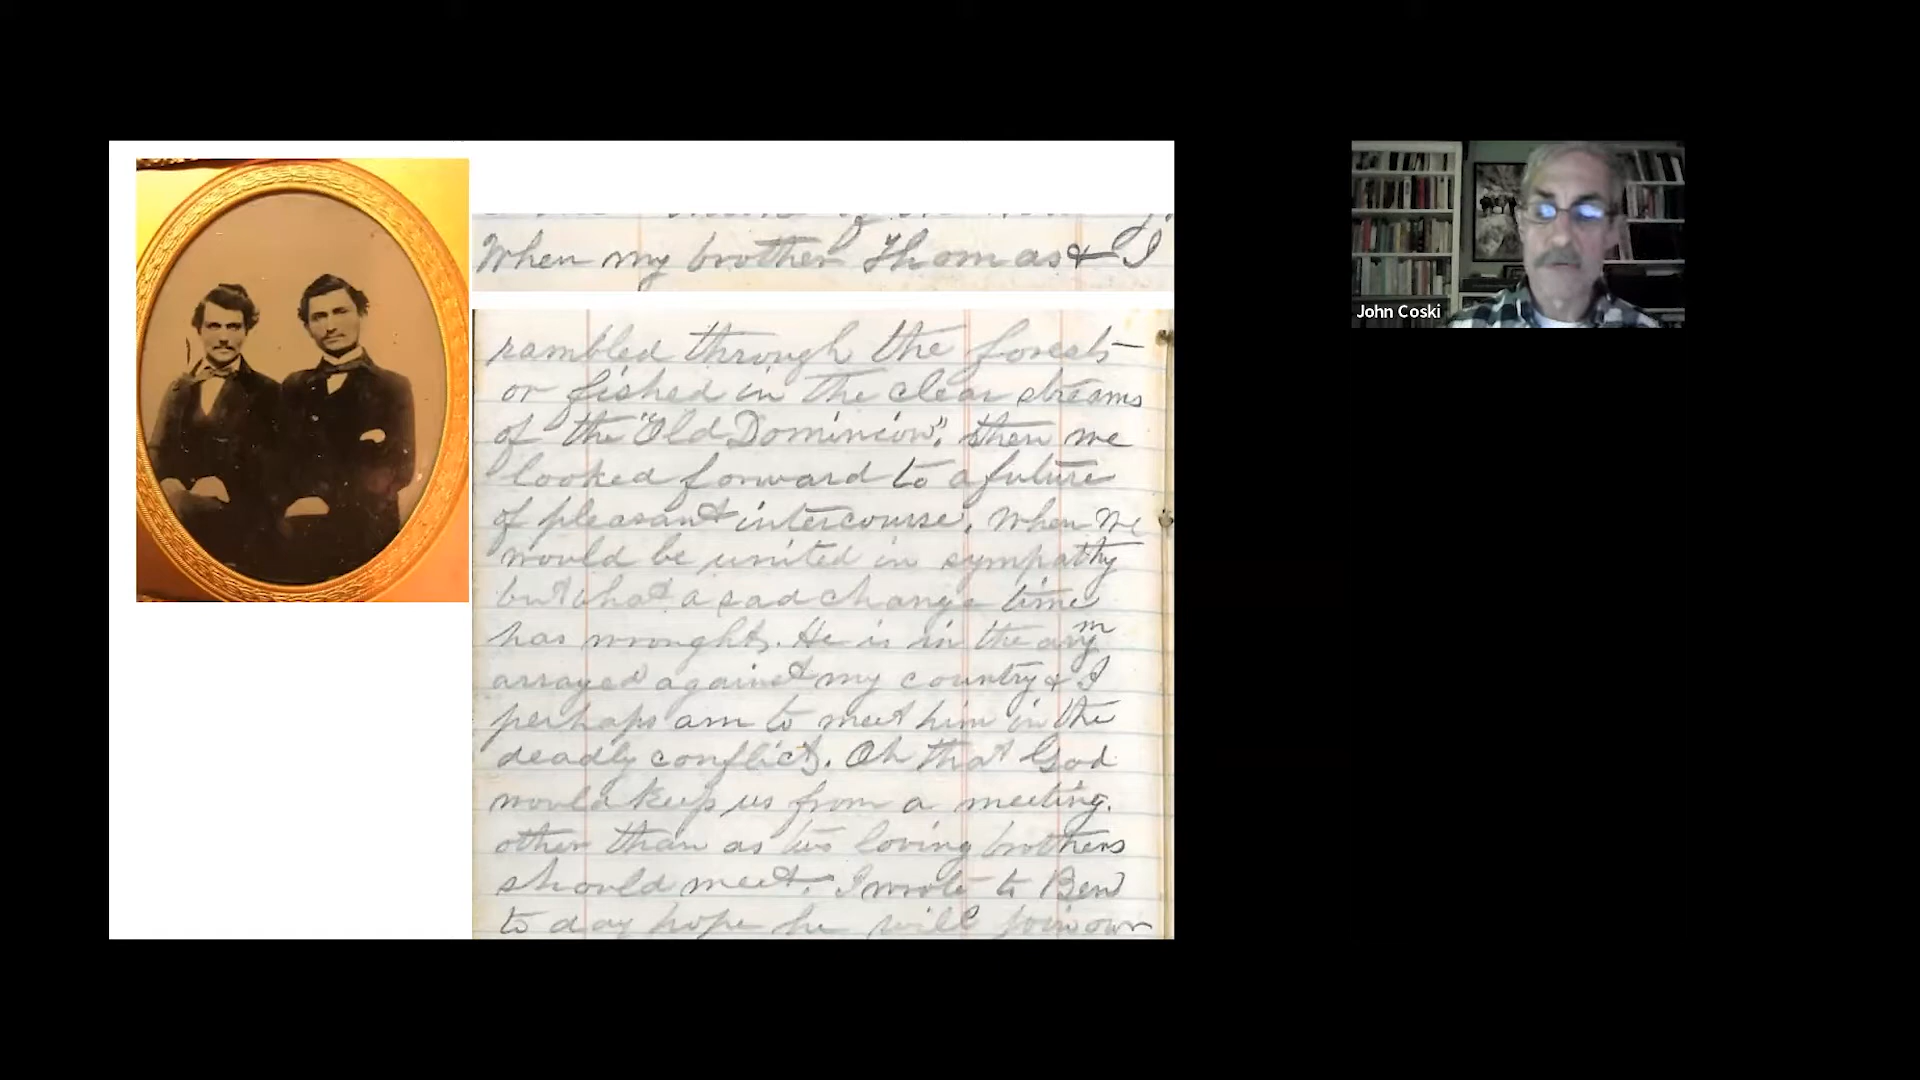 When my brother Thomas & I
rambled through the forests
or fished in the clear streams
of the "Old Dominion", then we
looked forward to a future
of pleasant intercourse, when we
would be united in sympathy
but what a sad change time
has wrought. He is in the army
arrayed against my country & I
perhaps am to meet him in the
deadly conflict. Oh that God
would keep us from a meeting.
other than as two loving brothers
should meet. I wrote to Ben
to day hope he will join our
John Coski